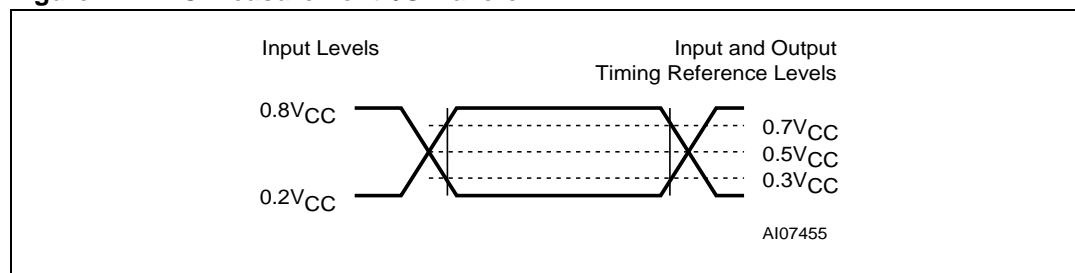 Input Levels
Input and Output
Timing Reference Levels
0.8VCC
0.7VCC
0.5VCC
0.3VCC
0.2VCC
AI07455